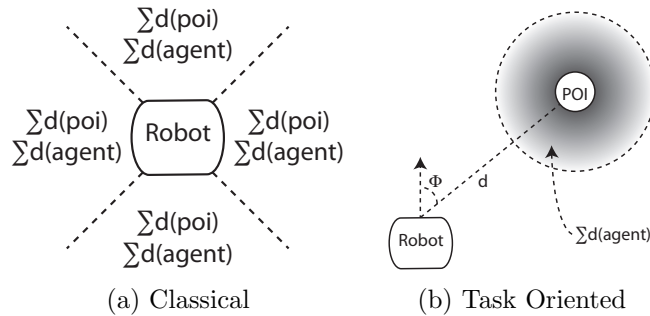 ∑d(poi)
∑d(agent)
∑d(poi)
∑d(agent)
Robot
∑d(poi)
∑d(agent)
∑d(poi)
∑d(agent)
(a) Classical
POI
Φ
d
Robot
∑d(agent)
(b) Task Oriented